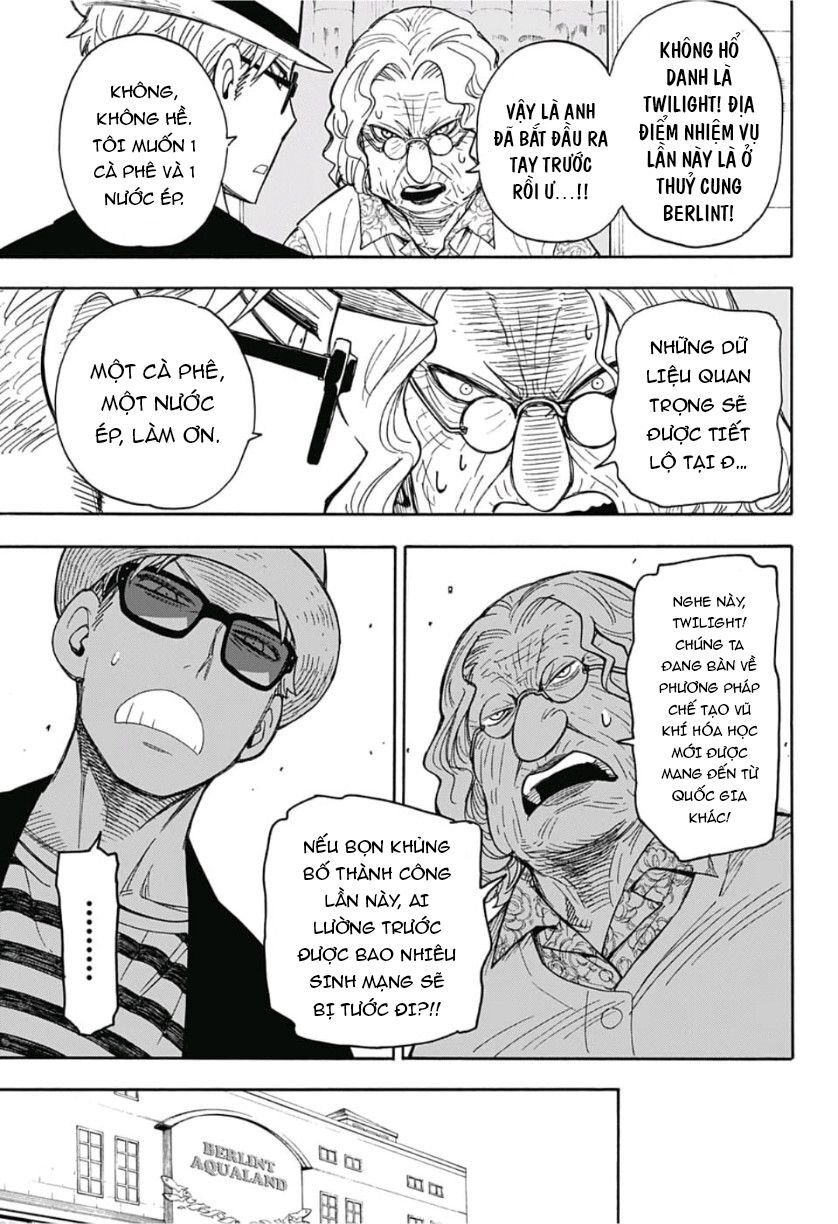 KHÔNG HỔ
DANH LÀ
TWILIGHT! ĐỊA
ĐIỂM NHIỆM VỤ
LẦN NÀY LÀ Ở
THUỶ CUNG
BERLINT!
VẬY LÀ ANH
ĐÃ BẮT ĐẦU RA
TAY TRƯỚC
RỒI Ư...!!
KHÔNG,
KHÔNG HỀ.
TÔI MUỐN 1
CÀ PHÊ VÀ 1
NƯỚC ÉP.
NHỮNG DỮ
LIỆU QUAN
TRỌNG SẼ
ĐƯỢC TIẾT
LỘ TẠI Đ...
MỘT CÀ PHÊ,
MỘT NƯỚC
ÉP, LÀM ƠN.
NGHE NÀY,
TWILIGHT!
CHÚNG TA
ĐANG BÀN VỀ
PHƯƠNG PHÁP
CHẾ TẠO VŨ
KHÍ HÓA HỌC
MỚI ĐƯỢC
MANG ĐẾN TỪ
QUỐC GIA
KHÁC!
NẾU BỌN KHỦNG
BỐ THÀNH CÔNG
LẦN NÀY, AI
LƯỜNG TRƯỚC
ĐƯỢC BAO NHIÊU
SINH MẠNG SẼ
BỊ TƯỚC ĐI?!!
........
BERLINT
AQUALAND